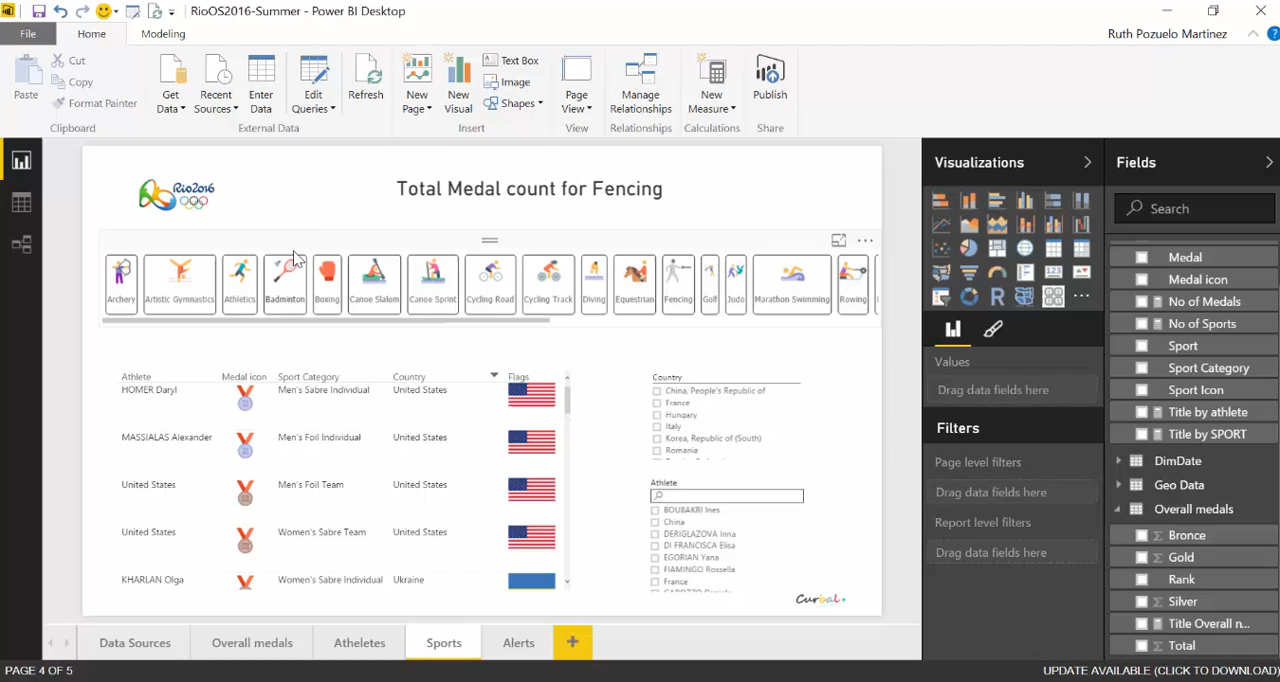 RioOS2016-Summer - Power BI Desktop
File
Home
Modeling
Ruth Pozuelo Martinez
?
Paste
Cut
Copy
Format Painter
Get Data
Recent Sources
Enter Data
Edit Queries
Refresh
New Page
New Visual
Text Box
Image
Shapes
Page View
Manage Relationships
New Measure
Publish
Clipboard
External Data
Insert
View
Relationships
Calculations
Share
Rio2016
Total Medal count for Fencing
Archery
Artistic Gymnastics
Athletics
Badminton
Boxing
Canoe Slalom
Canoe Sprint
Cycling Road
Cycling Track
Diving
Equestrian
Fencing
Golf
Judo
Marathon Swimming
Rowing
Athlete Medal icon Sport Category Country Flags
HOMER Daryl Men's Sabre Individual United States
MASSIALAS Alexander Men's Foil Individual United States
United States Men's Foil Team United States
United States Women's Sabre Team United States
KHARLAN Olga Women's Sabre Individual Ukraine
Country
China, People's Republic of
France
Hungary
Italy
Korea, Republic of (South)
Romania
Athlete
BOUBAKRI Ines
China
DERIGLAZOVA Inna
DI FRANCISCA Elisa
EGORIAN Yana
FIAMINGO Rossella
France
Curbal
Visualizations
R
Values
Drag data fields here
Filters
Page level filters
Drag data fields here
Report level filters
Drag data fields here
Fields
Search
Medal
Medal icon
No of Medals
No of Sports
Sport
Sport Category
Sport Icon
Title by athlete
Title by SPORT
DimDate
Geo Data
Overall medals
Bronce
Gold
Rank
Silver
Title Overall n...
Total
Data Sources
Overall medals
Atheletes
Sports
Alerts
+
PAGE 4 OF 5
UPDATE AVAILABLE (CLICK TO DOWNLOAD)